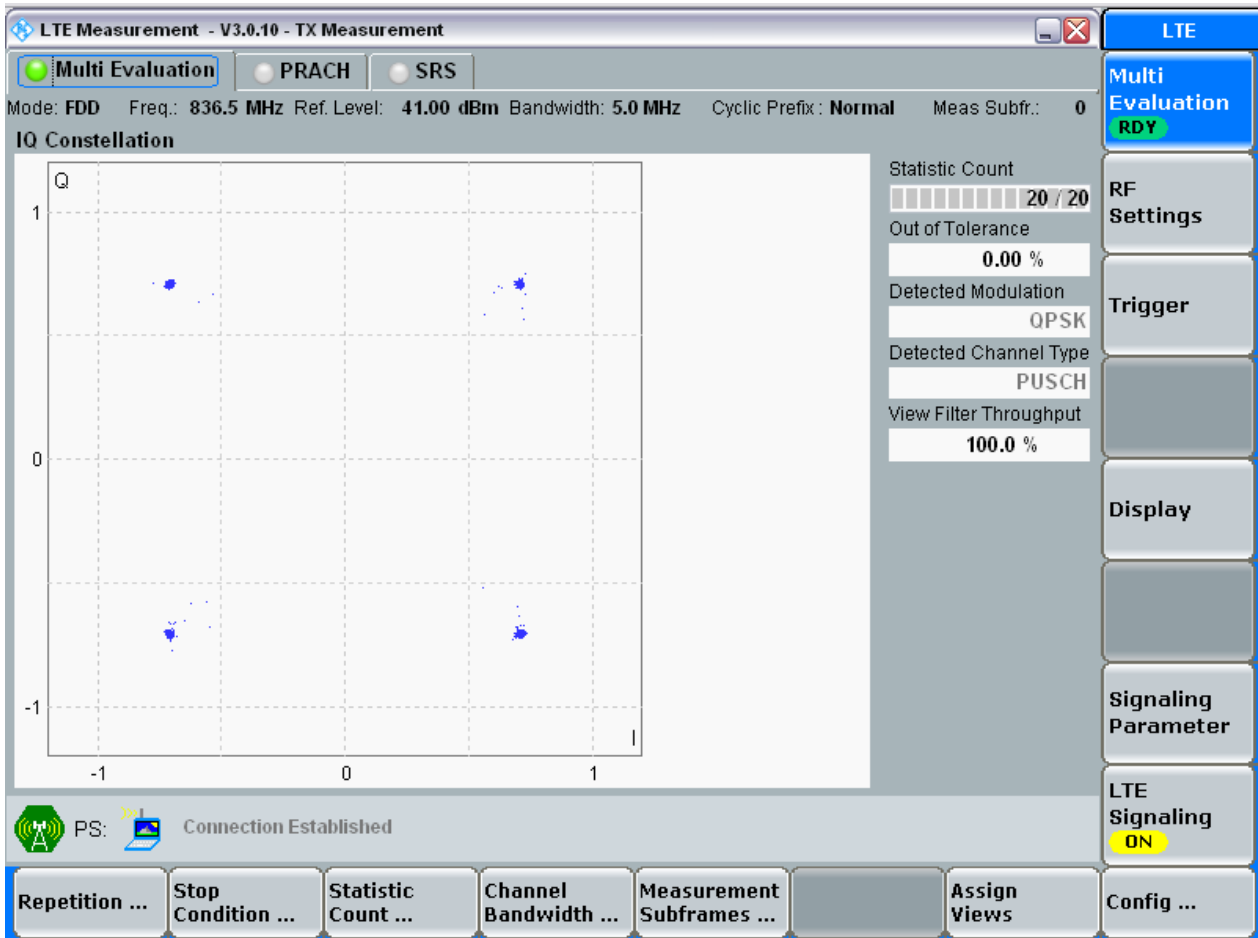 LTE Measurement - V3.0.10 - TX Measurement
LTE
Multi Evaluation
PRACH
SRS
Mode: FDD Freq.: 836.5 MHz Ref. Level: 41.00 dBm Bandwidth: 5.0 MHz Cyclic Prefix : Normal Meas Subfr.: 0
IQ Constellation
Q
1
0
-1
I
-1 0 1
Statistic Count
20 / 20
Out of Tolerance
0.00 %
Detected Modulation
QPSK
Detected Channel Type
PUSCH
View Filter Throughput
100.0 %
Multi
Evaluation
RDY
RF
Settings
Trigger
Display
Signaling
Parameter
LTE
Signaling
ON
PS: Connection Established
Repetition ...
Stop
Condition ...
Statistic
Count ...
Channel
Bandwidth ...
Measurement
Subframes ...
Assign
Views
Config ...